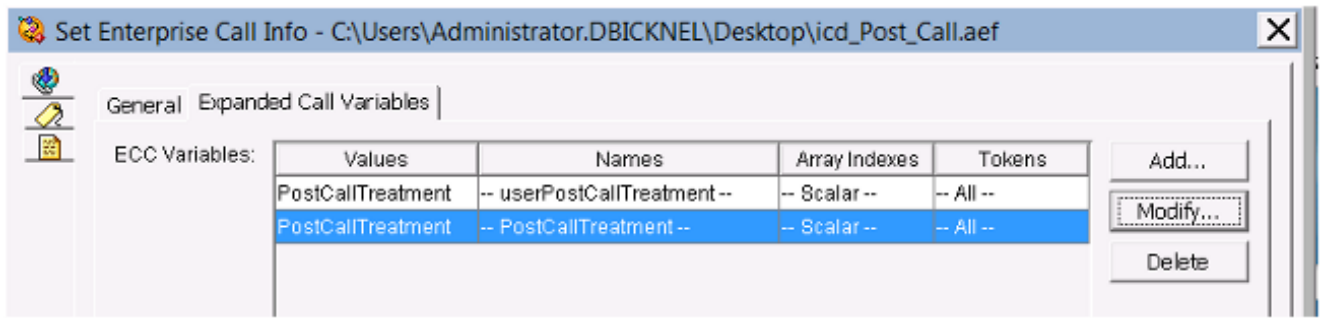 Set Enterprise Call Info - C:\Users\Administrator.DBICKNEL\Desktop\icd_Post_Call.aef
General Expanded Call Variables
ECC Variables: Values Names Array Indexes Tokens Add...
PostCallTreatment -- userPostCallTreatment -- -- Scalar -- -- All --
Modify...
PostCallTreatment -- PostCallTreatment -- -- Scalar -- -- All --
Delete